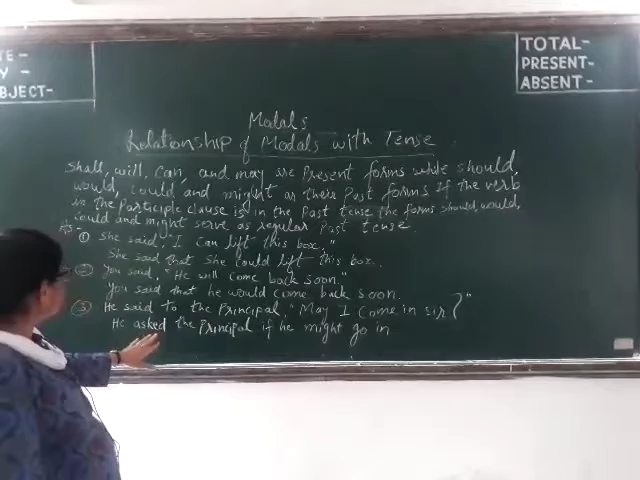 TE -
Y -
BJECT-
TOTAL-
PRESENT-
ABSENT-
Modals
Relationship of Modals with Tense
Shall, will, can, and may are Present forms while should,
would, could and might as their Past forms If the verb
in the Participle clause is in the Past tense the forms should, would,
could and might serve as regular Past tense.
① She said, "I can lift this box,"
She said that She could lift this box.
② You said, "He will come back soon."
You said that he would come back soon.
③ He said to the Principal, "May I come in sir?"
He asked the Principal if he might go in